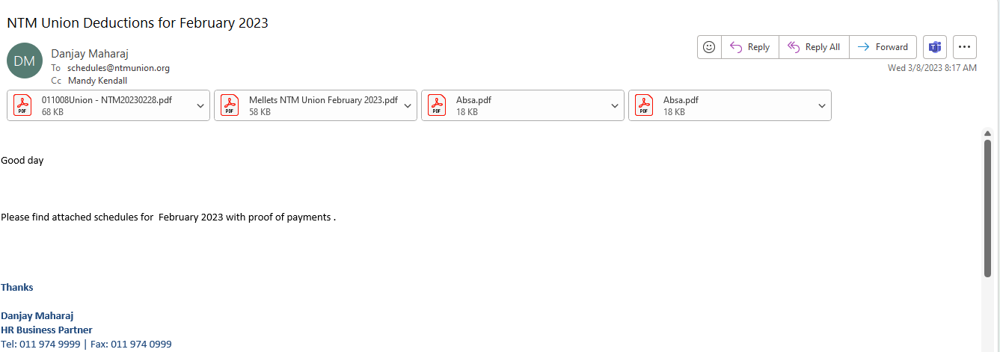 NTM Union Deductions for February 2023
DM
Danjay Maharaj
To schedules@ntmunion.org
Cc Mandy Kendall
Reply
Reply All
Forward
Wed 3/8/2023 8:17 AM
PDF
011008Union - NTM20230228.pdf
68 KB
PDF
Mellets NTM Union February 2023.pdf
58 KB
PDF
Absa.pdf
18 KB
PDF
Absa.pdf
18 KB
Good day
Please find attached schedules for  February 2023 with proof of payments .
Thanks
Danjay Maharaj
HR Business Partner
Tel: 011 974 9999 | Fax: 011 974 0999